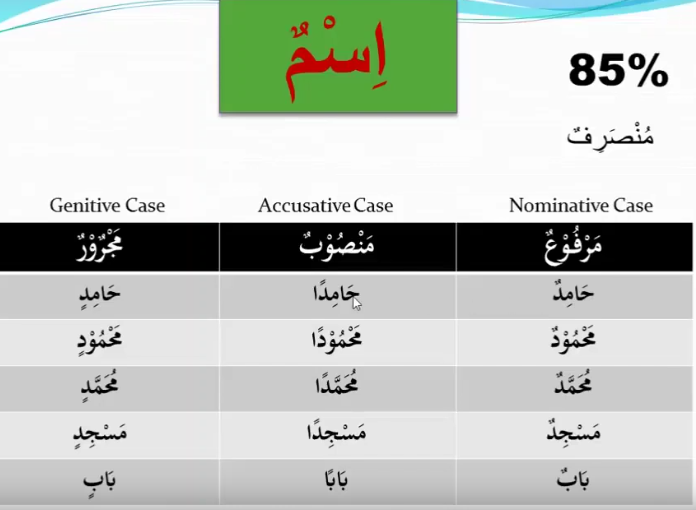 اِسْمٌ
85%
مُنْصَرِفٌ
Genitive Case Accusative Case Nominative Case
مَرْفُوْعٌ مَنْصُوْبٌ مَجْرُوْرٌ
حَامِدٌ حَامِدًا حَامِدٍ
مَحْمُوْدٌ مَحْمُوْدًا مَحْمُوْدٍ
مُحَمَّدٌ مُحَمَّدًا مُحَمَّدٍ
مَسْجِدٌ مَسْجِدًا مَسْجِدٍ
بَابٌ بَابًا بَابٍ